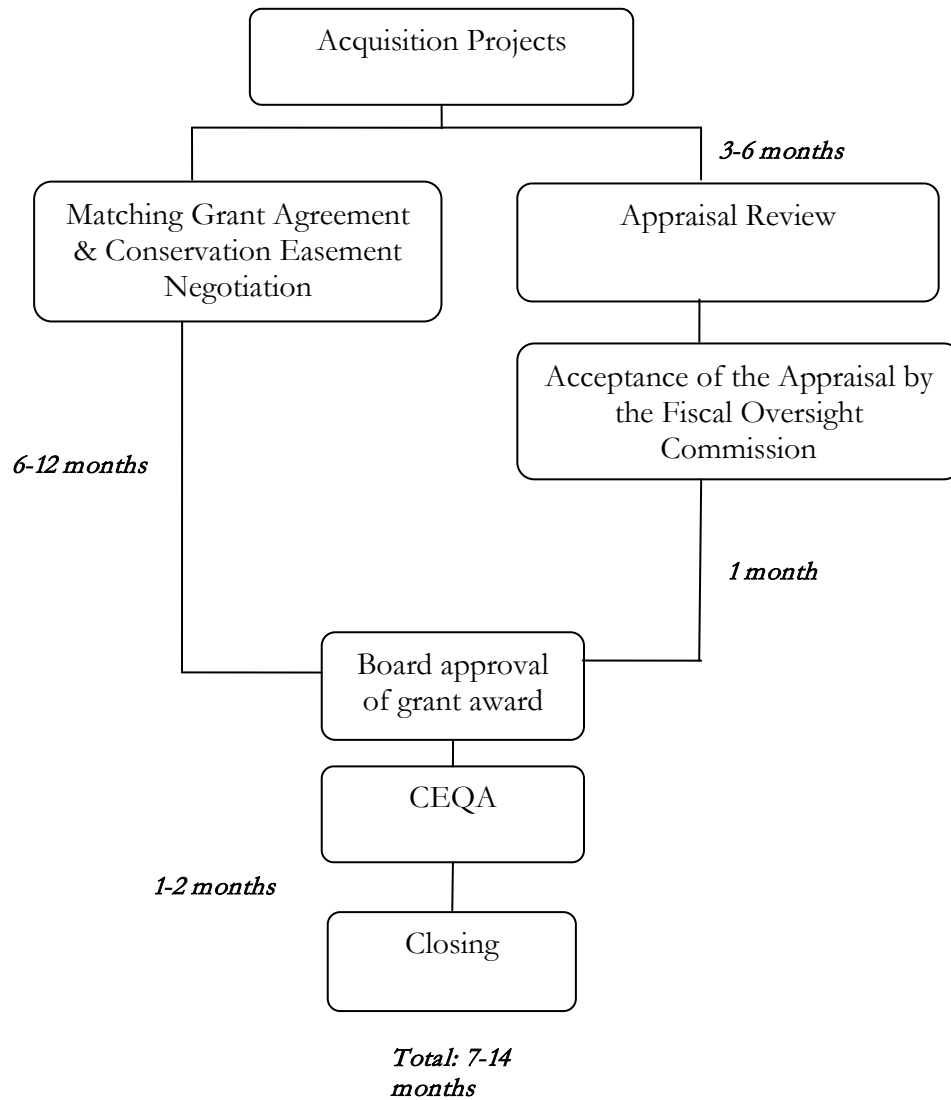 Acquisition Projects
3-6 months
Matching Grant Agreement
& Conservation Easement
Negotiation
Appraisal Review
Acceptance of the Appraisal by
the Fiscal Oversight
Commission
6-12 months
1 month
Board approval
of grant award
CEQA
1-2 months
Closing
Total: 7-14
months